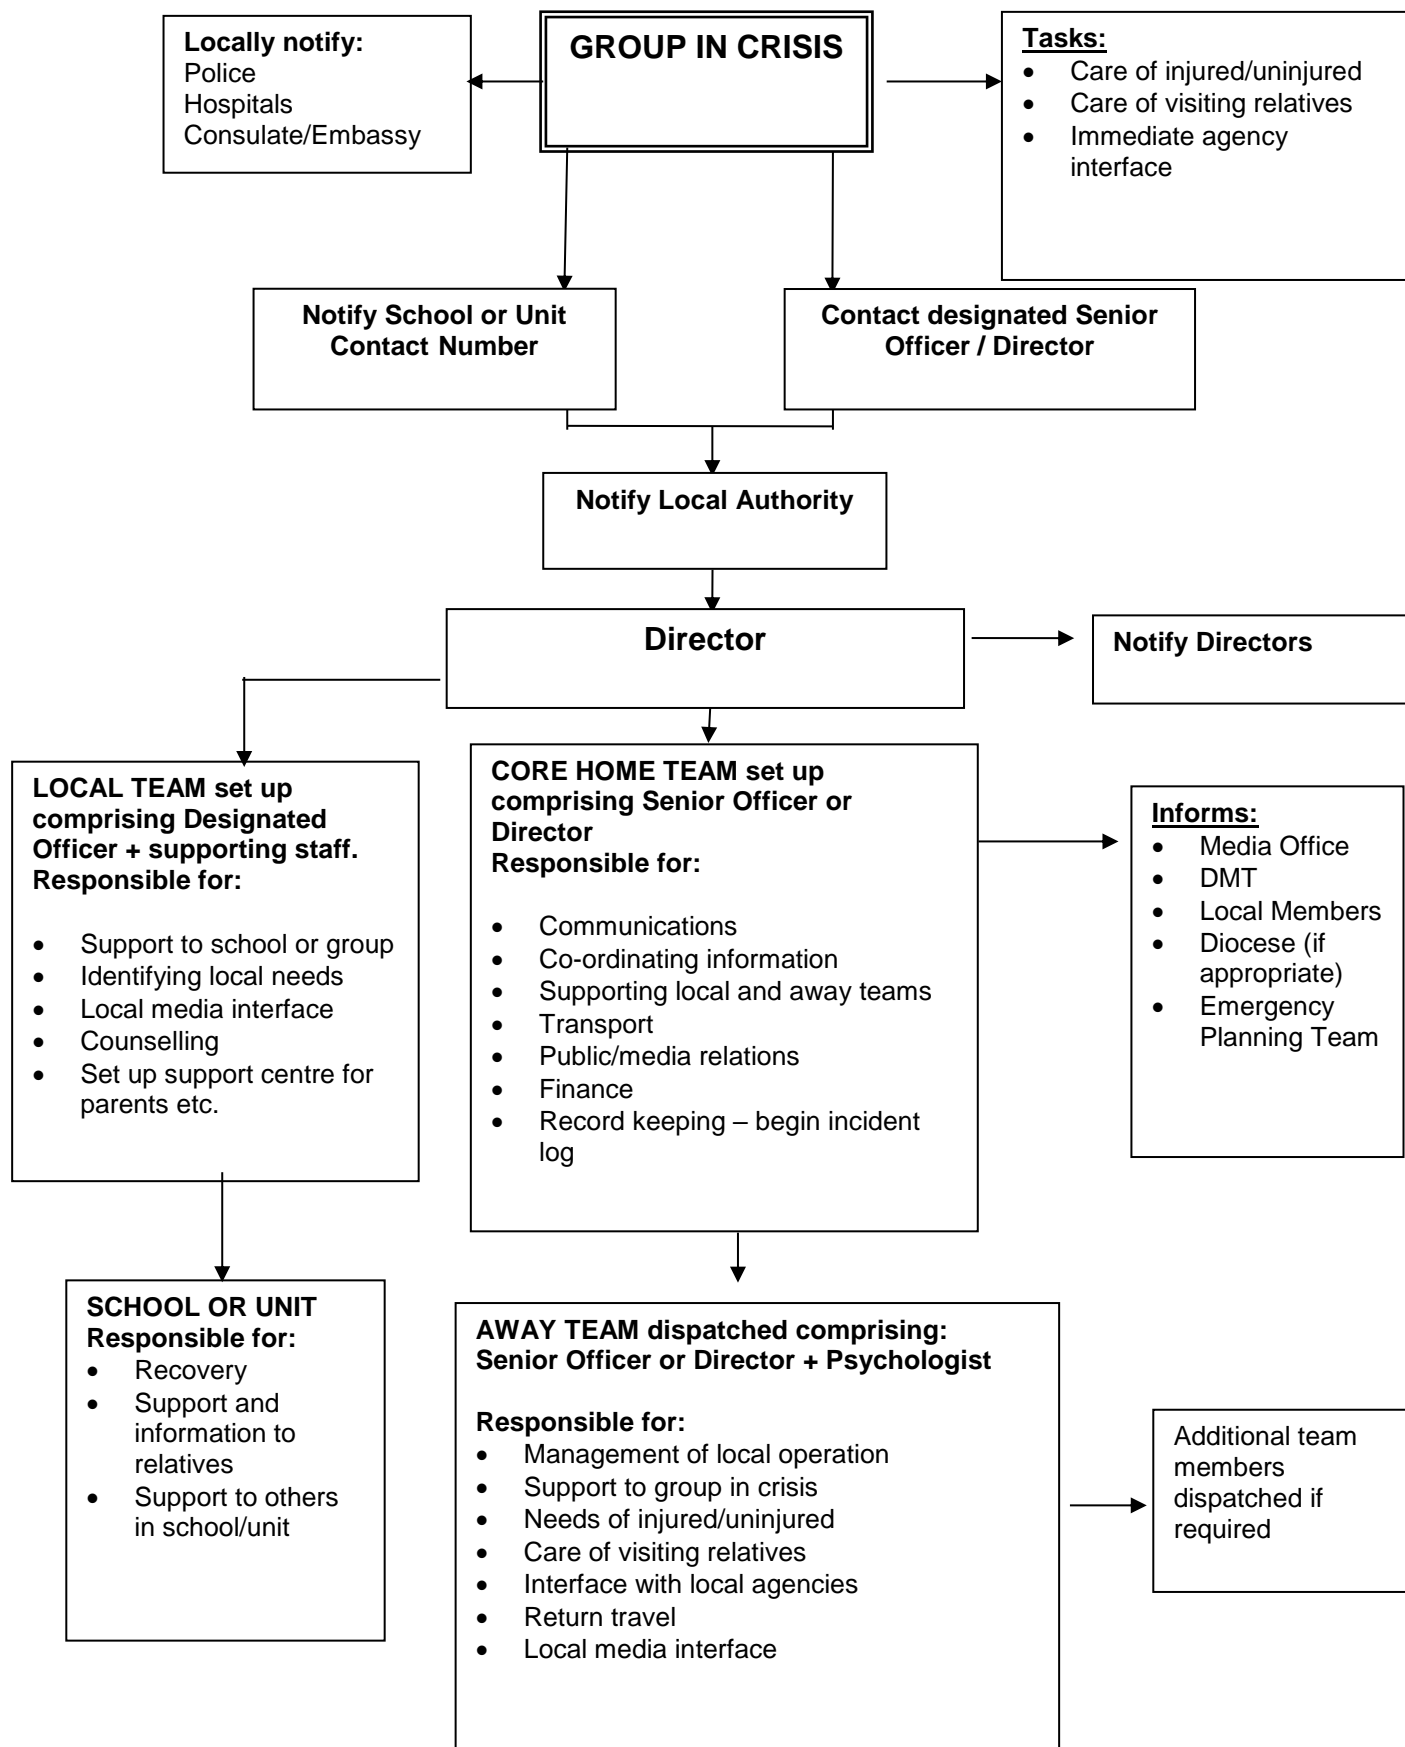 Locally notify:
Police
Hospitals
Consulate/Embassy
GROUP IN CRISIS
Tasks:
• Care of injured/uninjured
• Care of visiting relatives
• Immediate agency
interface
Notify School or Unit
Contact Number
Contact designated Senior
Officer / Director
Notify Local Authority
Director
Notify Directors
LOCAL TEAM set up
comprising Designated
Officer + supporting staff.
Responsible for:
• Support to school or group
• Identifying local needs
• Local media interface
• Counselling
• Set up support centre for
parents etc.
CORE HOME TEAM set up
comprising Senior Officer or
Director
Responsible for:
• Communications
• Co-ordinating information
• Supporting local and away teams
• Transport
• Public/media relations
• Finance
• Record keeping – begin incident
log
Informs:
• Media Office
• DMT
• Local Members
• Diocese (if
appropriate)
• Emergency
Planning Team
SCHOOL OR UNIT
Responsible for:
• Recovery
• Support and
information to
relatives
• Support to others
in school/unit
AWAY TEAM dispatched comprising:
Senior Officer or Director + Psychologist
Responsible for:
• Management of local operation
• Support to group in crisis
• Needs of injured/uninjured
• Care of visiting relatives
• Interface with local agencies
• Return travel
• Local media interface
Additional team
members
dispatched if
required